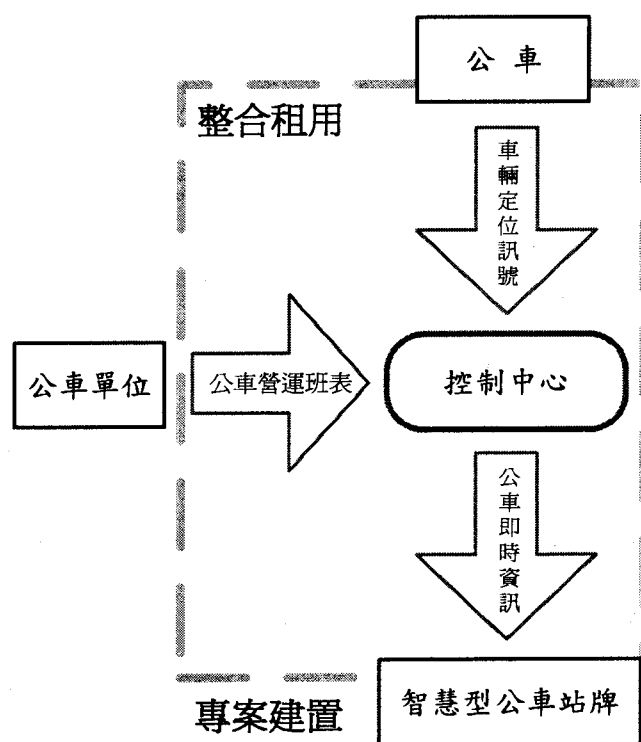 公 車
整合租用
車輛定位訊號
公車單位
公車營運班表
控制中心
公車即時資訊
專案建置
智慧型公車站牌